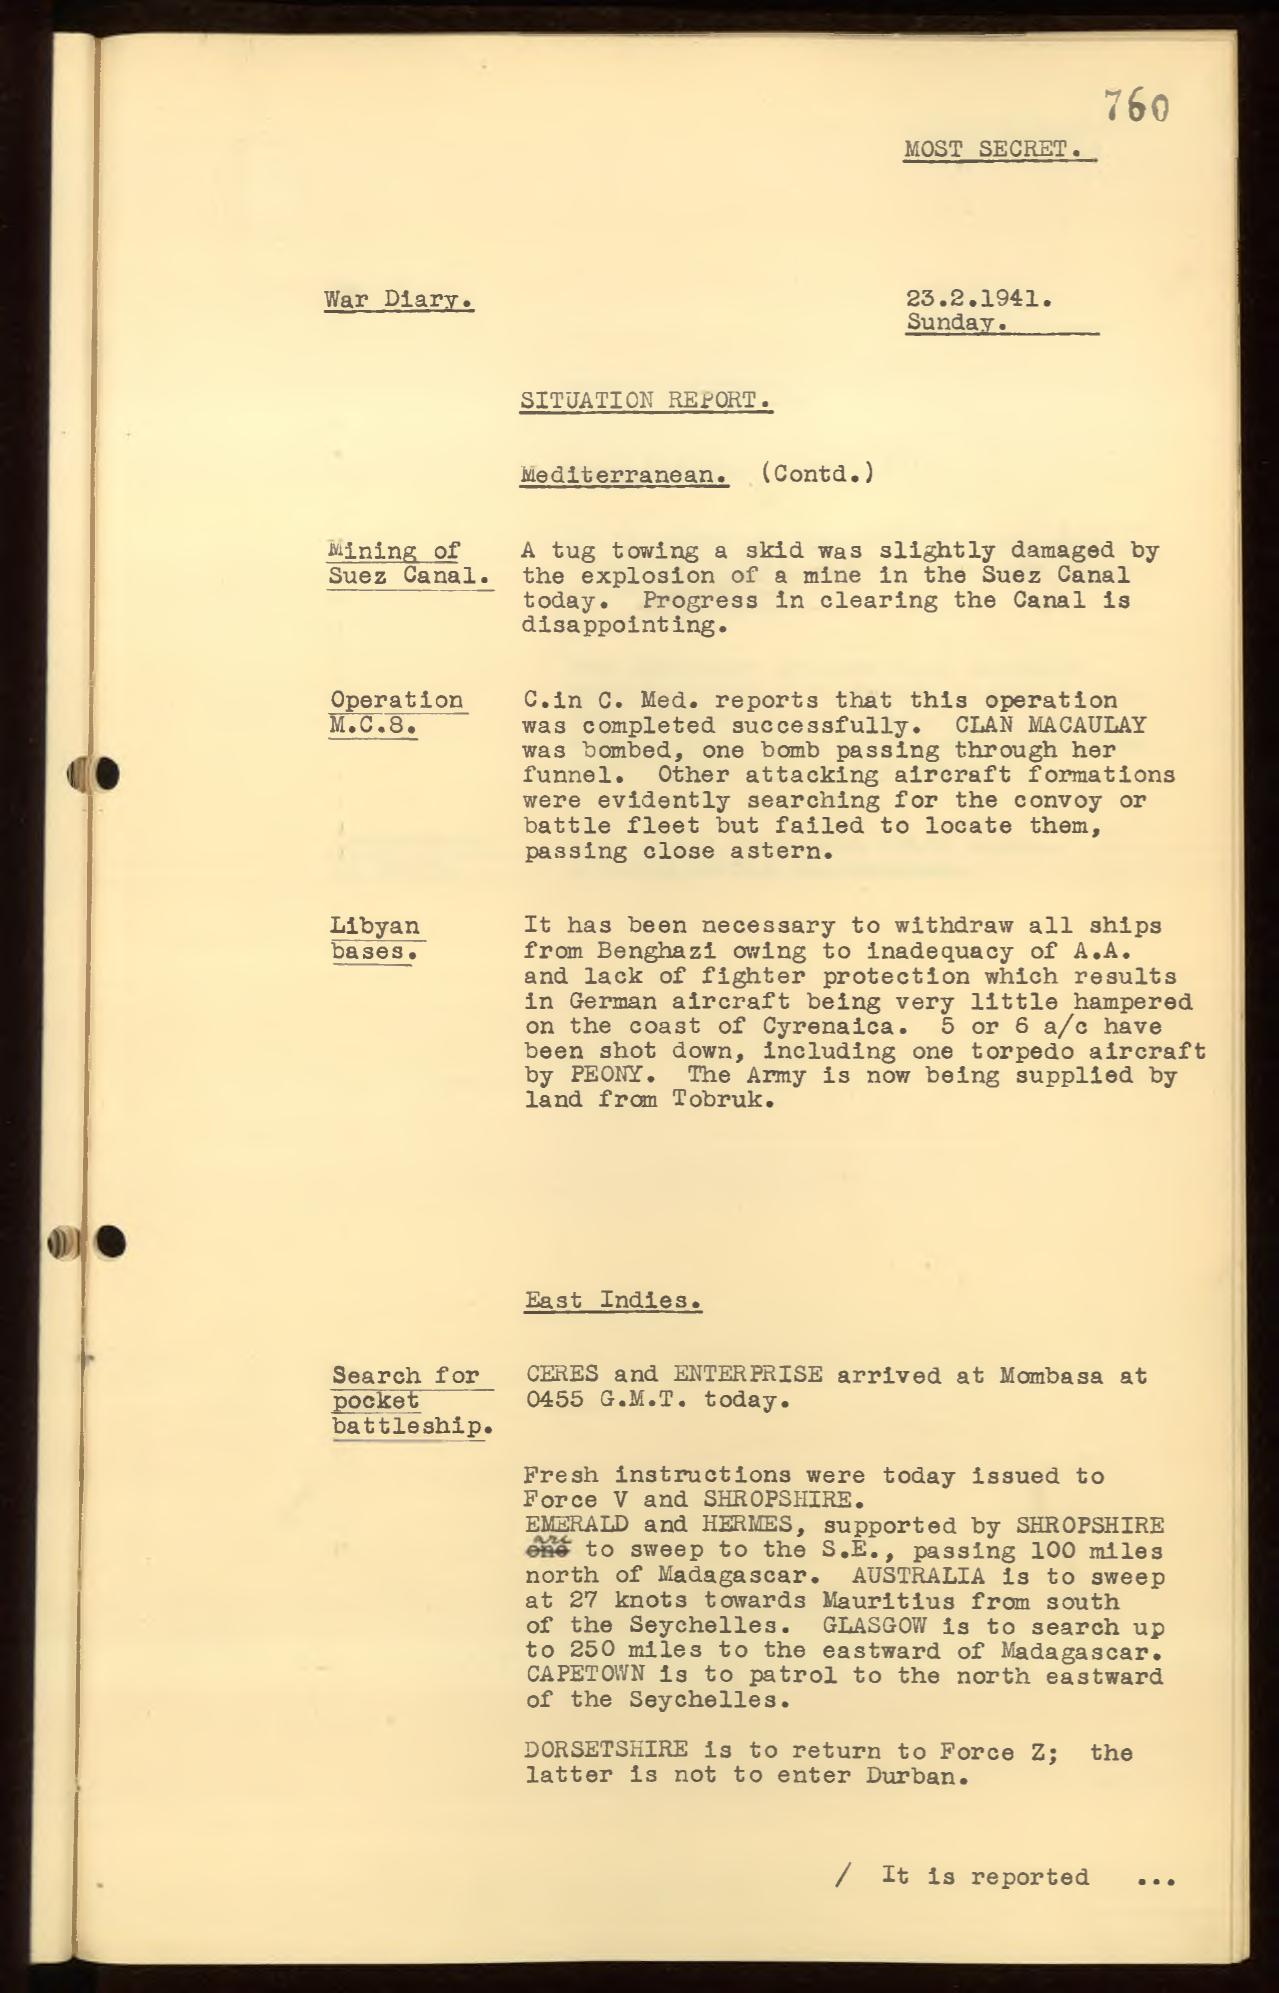 760
MOST SECRET.
War Diary.
23.2.1941.
Sunday.
SITUATION REPORT.
Mediterranean. (Contd.)
Mining of
Suez Canal.
A tug towing a skid was slightly damaged by
the explosion of a mine in the Suez Canal
today. Progress in clearing the Canal is
disappointing.
Operation
M.C.8.
C.in C. Med. reports that this operation
was completed successfully. CLAN MACAULAY
was bombed, one bomb passing through her
funnel. Other attacking aircraft formations
were evidently searching for the convoy or
battle fleet but failed to locate them,
passing close astern.
Libyan
bases.
It has been necessary to withdraw all ships
from Benghazi owing to inadequacy of A.A.
and lack of fighter protection which results
in German aircraft being very little hampered
on the coast of Cyrenaica. 5 or 6 a/c have
been shot down, including one torpedo aircraft
by PEONY. The Army is now being supplied by
land from Tobruk.
East Indies.
Search for
pocket
battleship.
CERES and ENTERPRISE arrived at Mombasa at
0455 G.M.T. today.
Fresh instructions were today issued to
Force V and SHROPSHIRE.
EMERALD and HERMES, supported by SHROPSHIRE
are
one to sweep to the S.E., passing 100 miles
north of Madagascar. AUSTRALIA is to sweep
at 27 knots towards Mauritius from south
of the Seychelles. GLASGOW is to search up
to 250 miles to the eastward of Madagascar.
CAPETOWN is to patrol to the north eastward
of the Seychelles.
DORSETSHIRE is to return to Force Z; the
latter is not to enter Durban.
/ It is reported ...